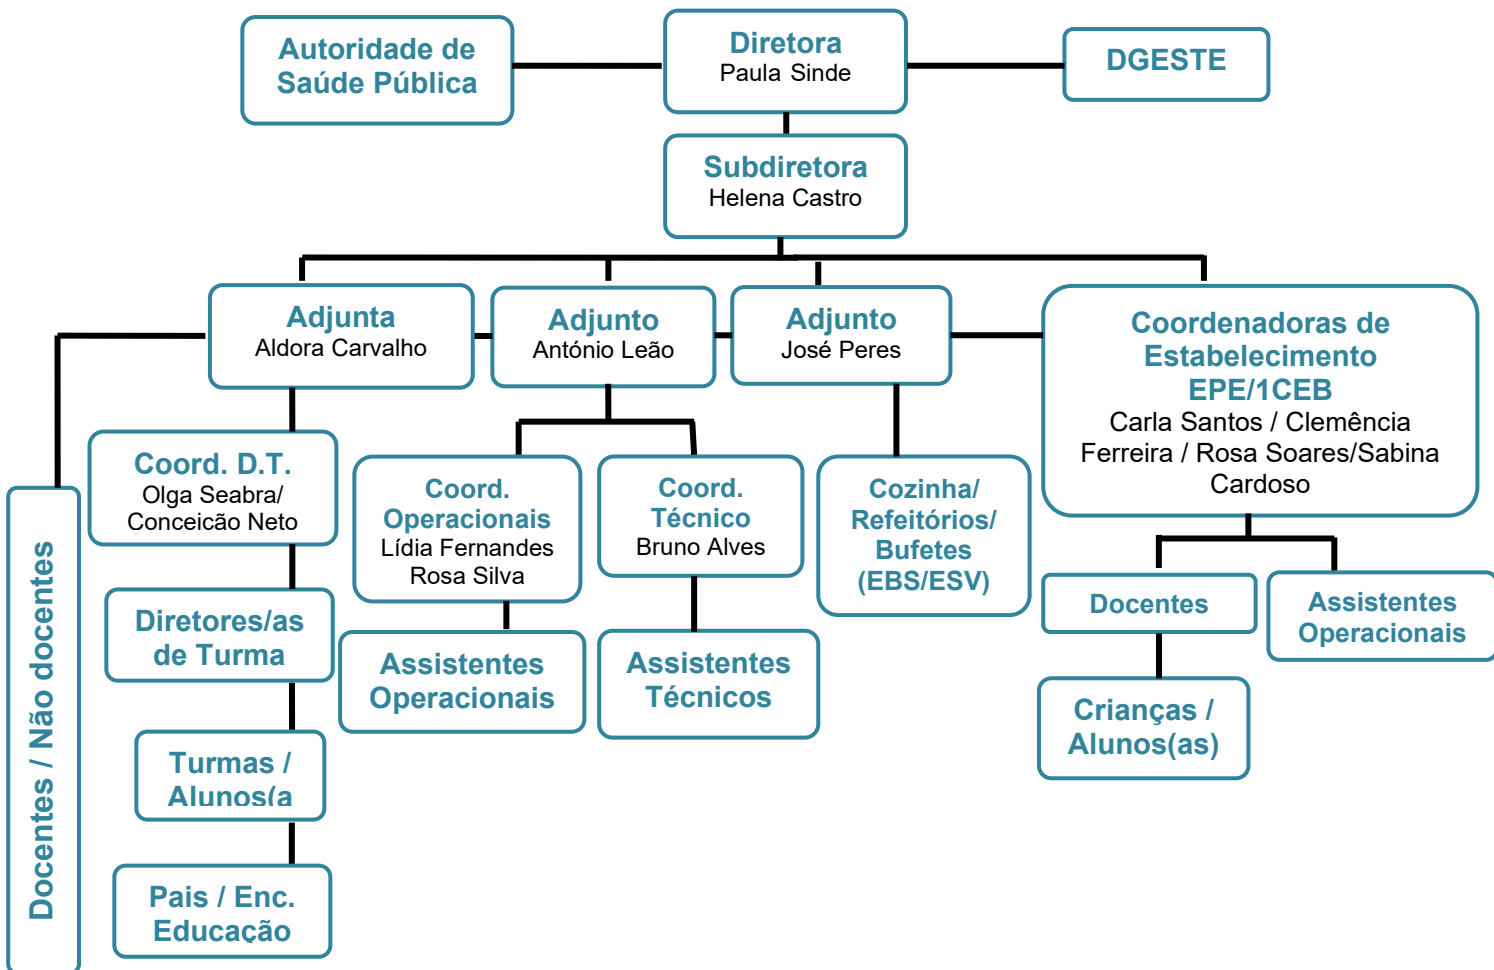 Autoridade de
Saúde Pública
Diretora
Paula Sinde
DGESTE
Subdiretora
Helena Castro
Adjunta
Aldora Carvalho
Adjunto
António Leão
Adjunto
José Peres
Coordenadoras de
Estabelecimento
EPE/1CEB
Carla Santos / Clemência
Ferreira / Rosa Soares/Sabina
Cardoso
Docentes / Não docentes
Coord. D.T.
Olga Seabra/
Conceicão Neto
Coord.
Operacionais
Lídia Fernandes
Rosa Silva
Coord.
Técnico
Bruno Alves
Cozinha/
Refeitórios/
Bufetes
(EBS/ESV)
Docentes
Assistentes
Operacionais
Diretores/as
de Turma
Assistentes
Operacionais
Assistentes
Técnicos
Crianças /
Alunos(as)
Turmas /
Alunos(a
Pais / Enc.
Educação